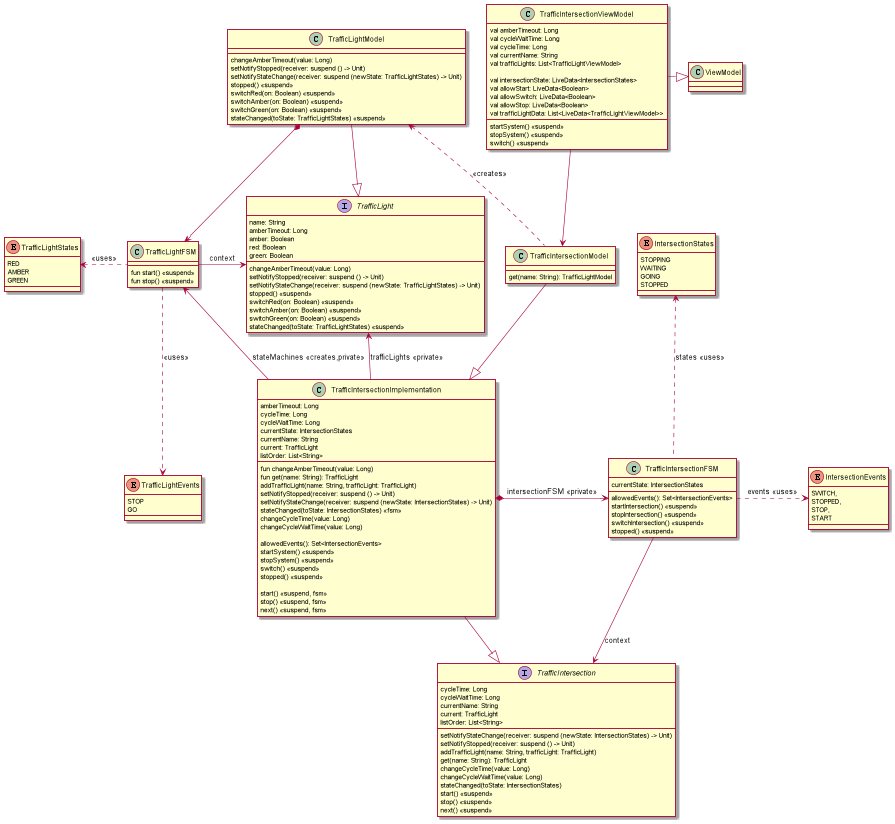 C TrafficLightModel
changeAmberTimeout(value: Long)
setNotifyStopped(receiver: suspend () -> Unit)
setNotifyStateChange(receiver: suspend (newState: TrafficLightStates) -> Unit)
stopped() «suspend»
switchRed(on: Boolean) «suspend»
switchAmber(on: Boolean) «suspend»
switchGreen(on: Boolean) «suspend»
stateChanged(toState: TrafficLightStates) «suspend»
C TrafficIntersectionViewModel
val amberTimeout: Long
val cycleWaitTime: Long
val cycleTime: Long
val currentName: String
val trafficLights: List<TrafficLightViewModel>
val intersectionState: LiveData<IntersectionStates>
val allowStart: LiveData<Boolean>
val allowSwitch: LiveData<Boolean>
val allowStop: LiveData<Boolean>
val trafficLightData: List<LiveData<TrafficLightViewModel>>
startSystem() «suspend»
stopSystem() «suspend»
switch() «suspend»
C ViewModel
«creates»
I TrafficLight
name: String
amberTimeout: Long
amber: Boolean
red: Boolean
green: Boolean
changeAmberTimeout(value: Long)
setNotifyStopped(receiver: suspend () -> Unit)
setNotifyStateChange(receiver: suspend (newState: TrafficLightStates) -> Unit)
stopped() «suspend»
switchRed(on: Boolean) «suspend»
switchAmber(on: Boolean) «suspend»
switchGreen(on: Boolean) «suspend»
stateChanged(toState: TrafficLightStates) «suspend»
E TrafficLightStates
RED
AMBER
GREEN
«uses»
C TrafficLightFSM
fun start() «suspend»
fun stop() «suspend»
context
C TrafficIntersectionModel
get(name: String): TrafficLightModel
E IntersectionStates
STOPPING
WAITING
GOING
STOPPED
«uses»
stateMachines «creates,private»
trafficLights «private»
states «uses»
C TrafficIntersectionImplementation
amberTimeout: Long
cycleTime: Long
cycleWaitTime: Long
currentState: IntersectionStates
currentName: String
current: TrafficLight
listOrder: List<String>
fun changeAmberTimeout(value: Long)
fun get(name: String): TrafficLight
addTrafficLight(name: String, trafficLight: TrafficLight)
setNotifyStopped(receiver: suspend () -> Unit)
setNotifyStateChange(receiver: suspend (newState: IntersectionStates) -> Unit)
stateChanged(toState: IntersectionStates) «fsm»
changeCycleTime(value: Long)
changeCycleWaitTime(value: Long)
allowedEvents(): Set<IntersectionEvents>
startSystem() «suspend»
stopSystem() «suspend»
switch() «suspend»
stopped() «suspend»
start() «suspend, fsm»
stop() «suspend, fsm»
next() «suspend, fsm»
E TrafficLightEvents
STOP
GO
intersectionFSM «private»
C TrafficIntersectionFSM
currentState: IntersectionStates
allowedEvents(): Set<IntersectionEvents>
startIntersection() «suspend»
stopIntersection() «suspend»
switchIntersection() «suspend»
stopped() «suspend»
events «uses»
E IntersectionEvents
SWITCH,
STOPPED,
STOP,
START
context
I TrafficIntersection
cycleTime: Long
cycleWaitTime: Long
currentName: String
current: TrafficLight
listOrder: List<String>
setNotifyStateChange(receiver: suspend (newState: IntersectionStates) -> Unit)
setNotifyStopped(receiver: suspend () -> Unit)
addTrafficLight(name: String, trafficLight: TrafficLight)
get(name: String): TrafficLight
changeCycleTime(value: Long)
changeCycleWaitTime(value: Long)
stateChanged(toState: IntersectionStates)
start() «suspend»
stop() «suspend»
next() «suspend»